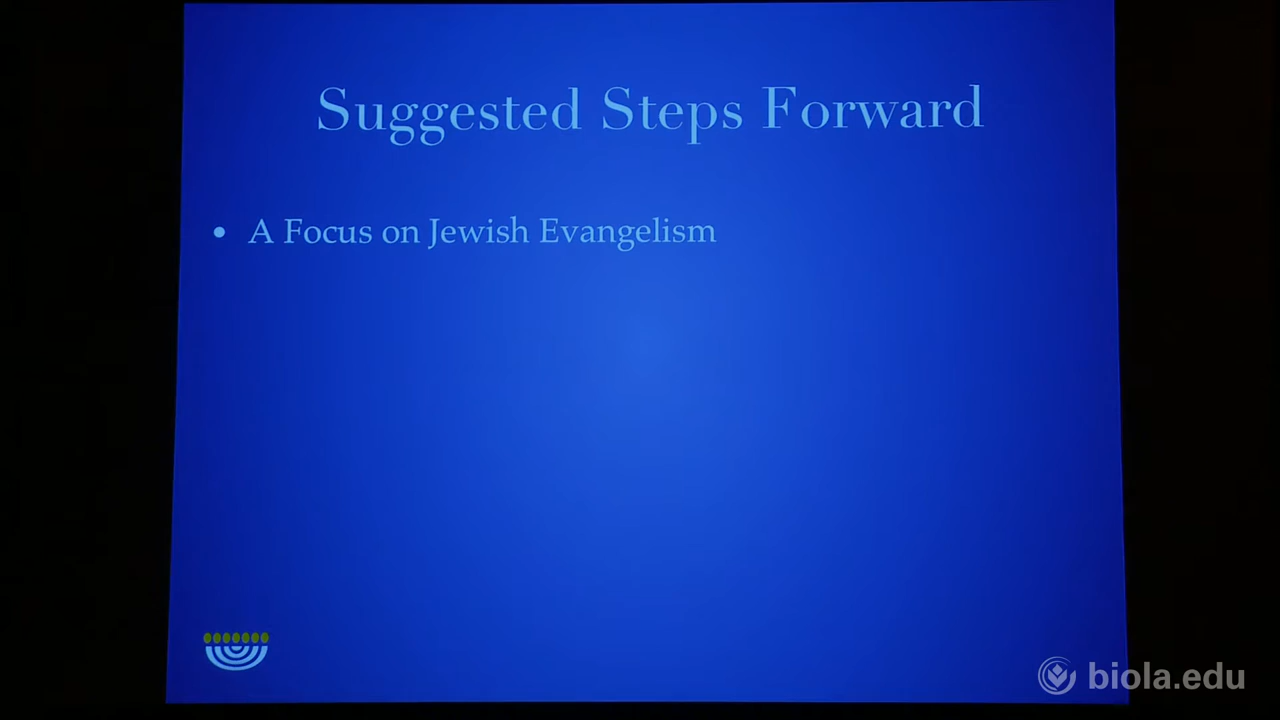 Suggested Steps Forward
• A Focus on Jewish Evangelism
biola.edu